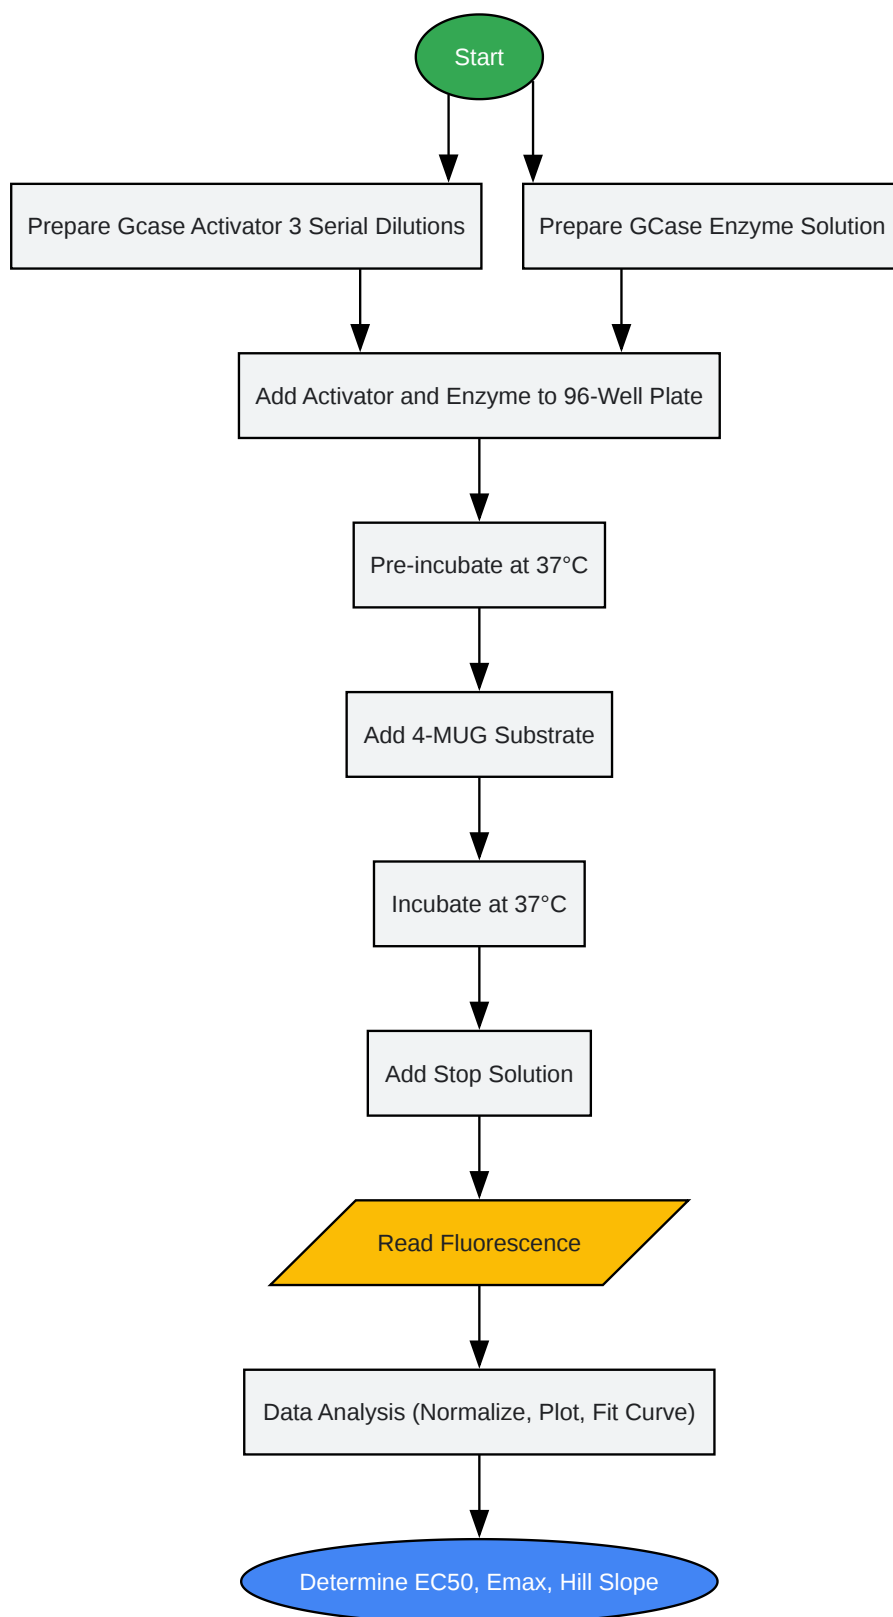 Start
Prepare Gcase Activator 3 Serial Dilutions
Prepare GCase Enzyme Solution
Add Activator and Enzyme to 96-Well Plate
Pre-incubate at 37°C
Add 4-MUG Substrate
Incubate at 37°C
Add Stop Solution
Read Fluorescence
Data Analysis (Normalize, Plot, Fit Curve)
Determine EC50, Emax, Hill Slope